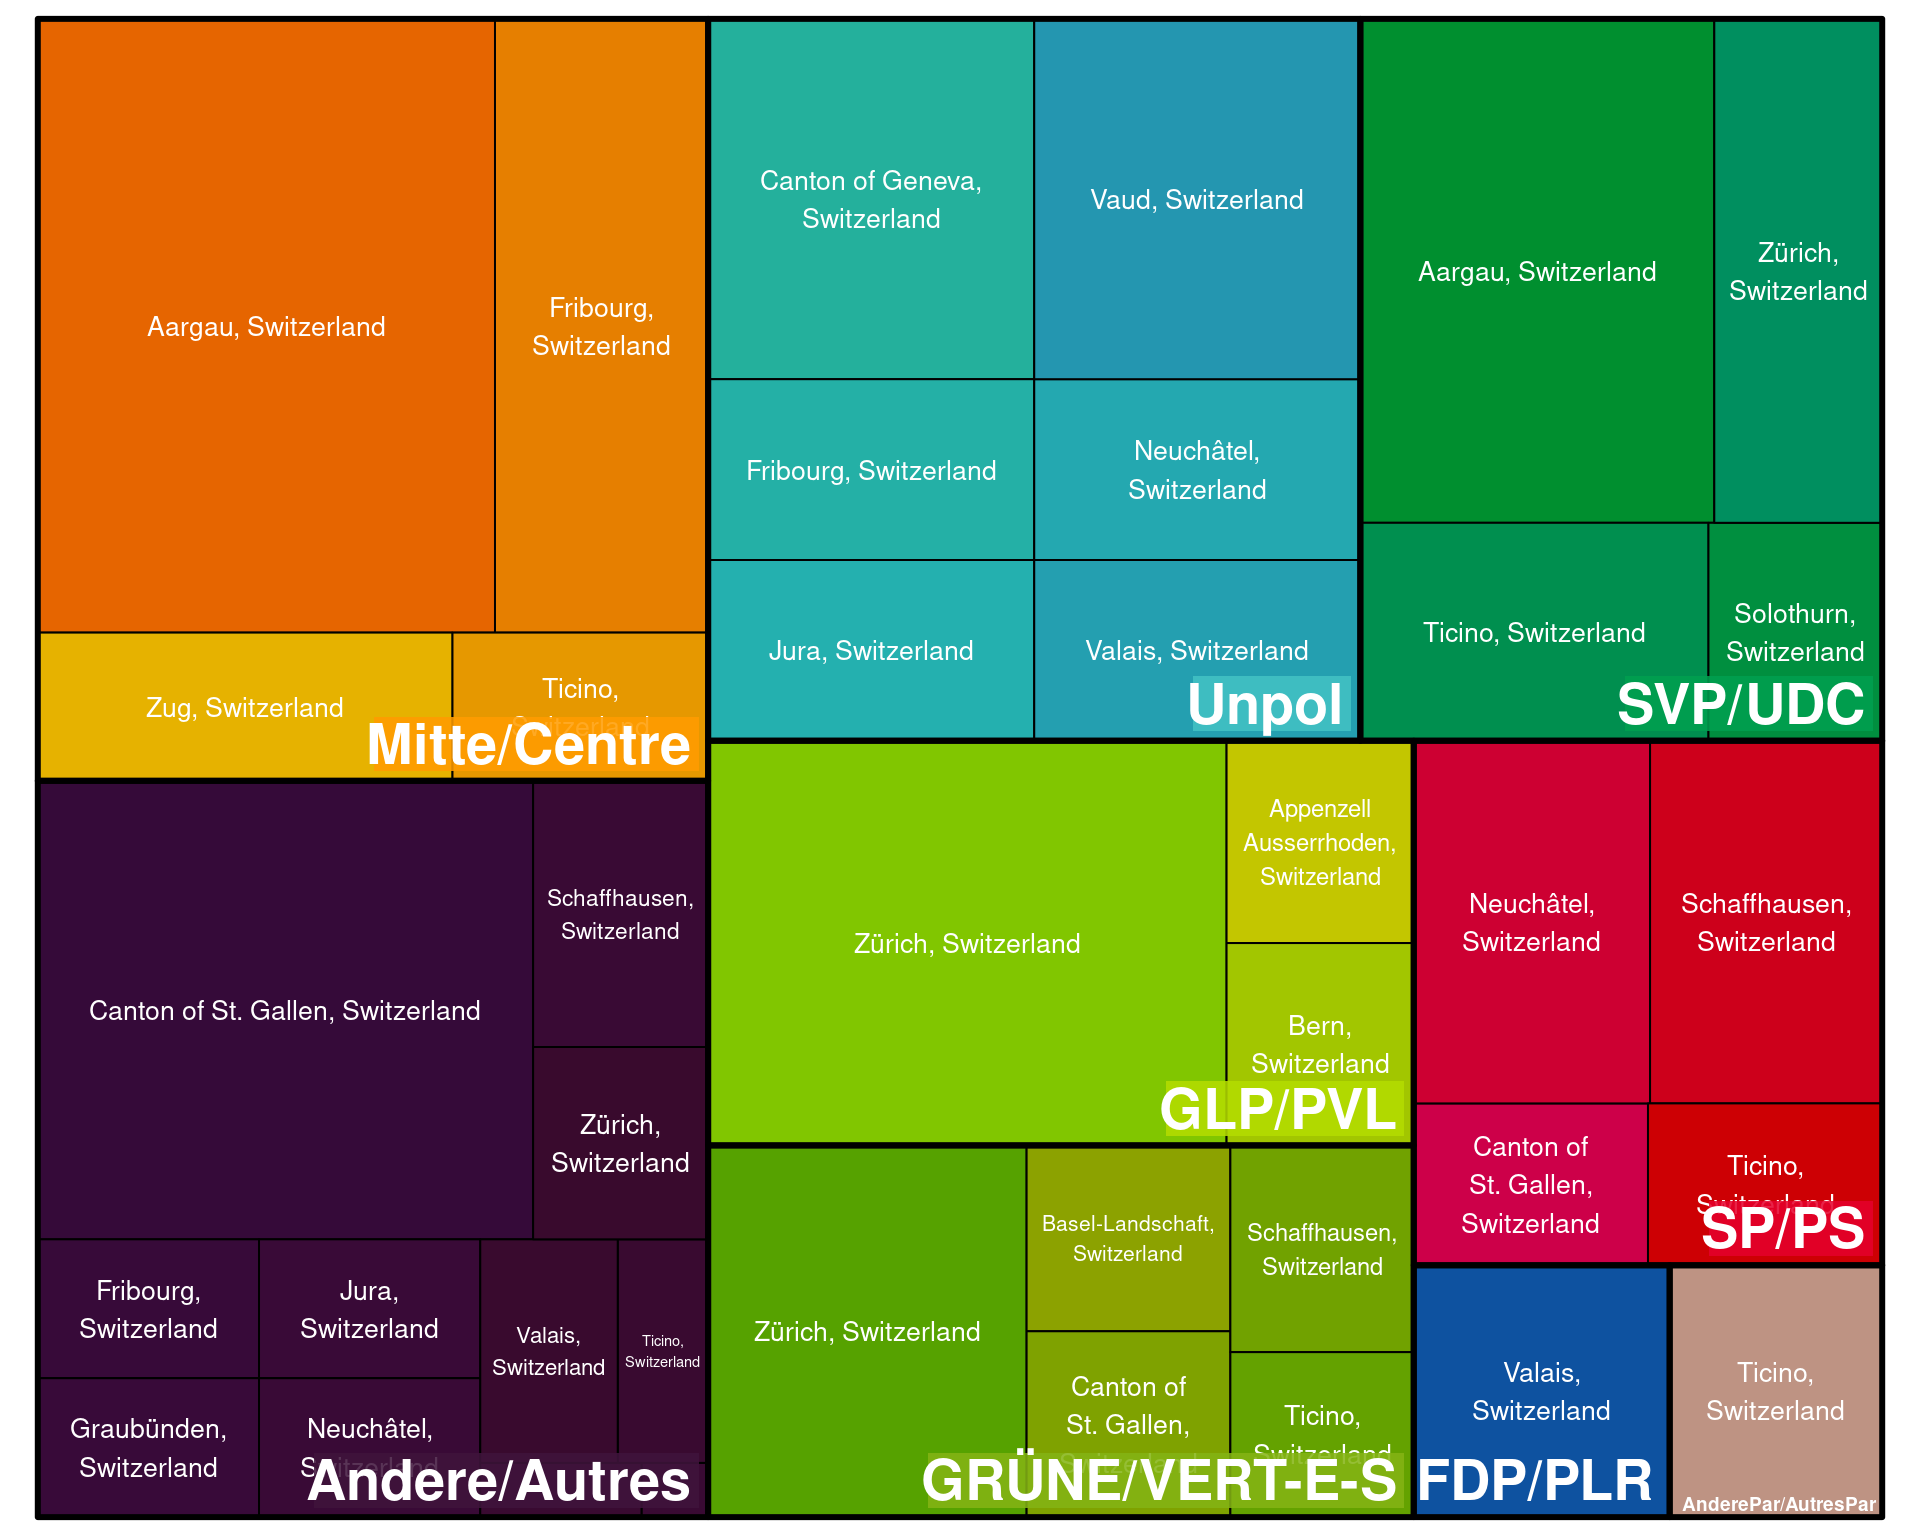 Aargau, Switzerland
Fribourg,
Switzerland
Zug, Switzerland
Ticino,
Switzerland
Mitte/Centre
Canton of Geneva,
Switzerland
Vaud, Switzerland
Fribourg, Switzerland
Neuchâtel,
Switzerland
Jura, Switzerland
Valais, Switzerland
Unpol
Aargau, Switzerland
Zürich,
Switzerland
Ticino, Switzerland
Solothurn,
Switzerland
SVP/UDC
Canton of St. Gallen, Switzerland
Schaffhausen,
Switzerland
Zürich,
Switzerland
Fribourg,
Switzerland
Jura,
Switzerland
Valais,
Switzerland
Ticino,
Switzerland
Graubünden,
Switzerland
Neuchâtel,
Switzerland
Andere/Autres
Zürich, Switzerland
Appenzell
Ausserrhoden,
Switzerland
Bern,
Switzerland
GLP/PVL
Zürich, Switzerland
Basel-Landschaft,
Switzerland
Schaffhausen,
Switzerland
Canton of
St. Gallen,
Switzerland
Ticino,
Switzerland
GRÜNE/VERT-E-S
Neuchâtel,
Switzerland
Schaffhausen,
Switzerland
Canton of
St. Gallen,
Switzerland
Ticino,
Switzerland
SP/PS
Valais,
Switzerland
FDP/PLR
Ticino,
Switzerland
AnderePar/AutresPar